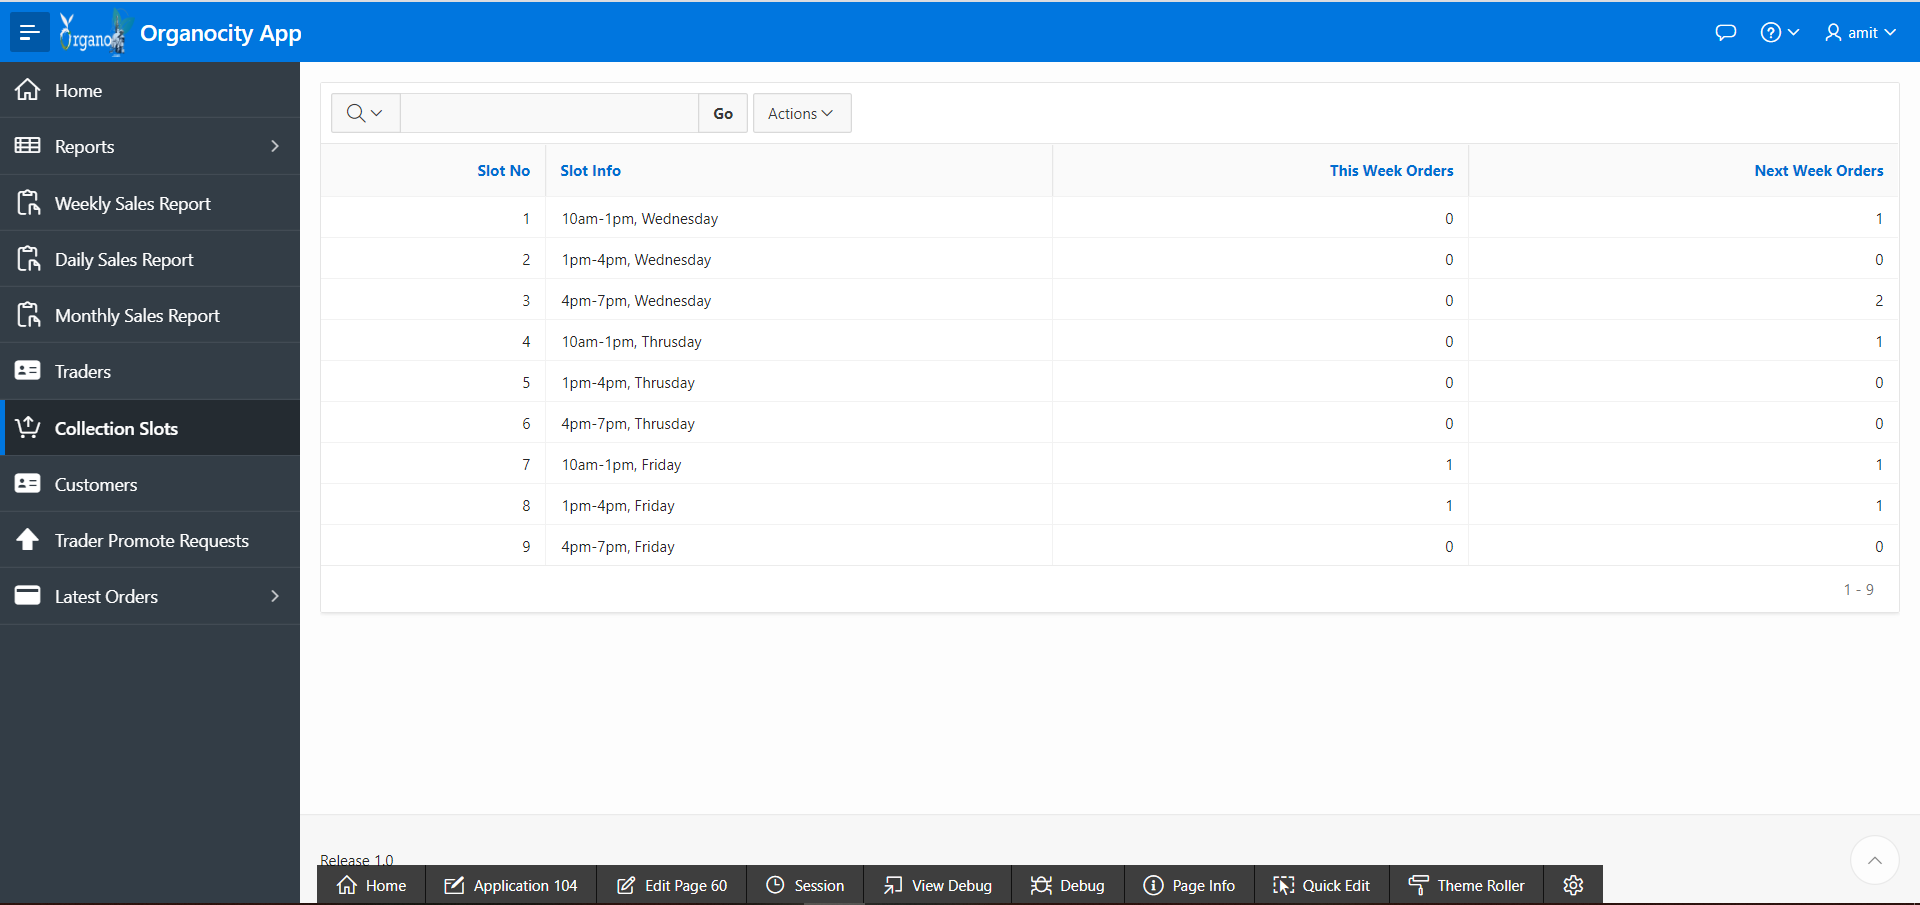 Organo
Organocity App
amit
Home
Reports
Weekly Sales Report
Daily Sales Report
Monthly Sales Report
Traders
Collection Slots
Customers
Trader Promote Requests
Latest Orders
Go
Actions
Slot No Slot Info This Week Orders Next Week Orders
1 10am-1pm, Wednesday 0 1
2 1pm-4pm, Wednesday 0 0
3 4pm-7pm, Wednesday 0 2
4 10am-1pm, Thrusday 0 1
5 1pm-4pm, Thrusday 0 0
6 4pm-7pm, Thrusday 0 0
7 10am-1pm, Friday 1 1
8 1pm-4pm, Friday 1 1
9 4pm-7pm, Friday 0 0
1 - 9
Release 1.0
Home Application 104 Edit Page 60 Session View Debug Debug Page Info Quick Edit Theme Roller